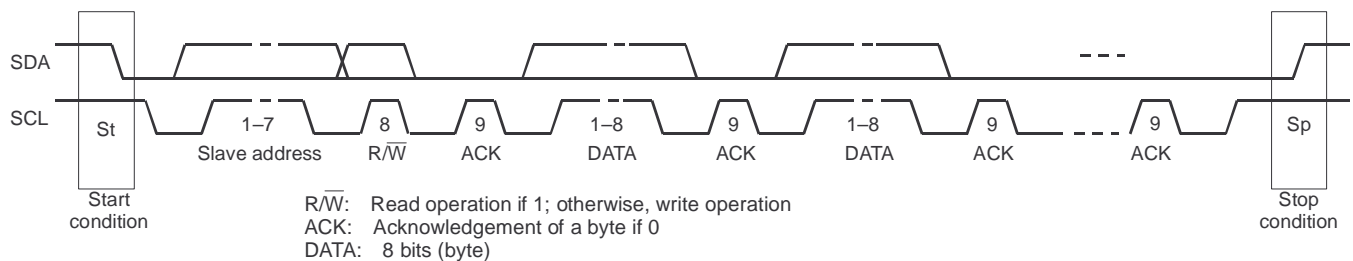 SDA
SCL
St 1–7 8 9 1–8 9 1–8 9 9 Sp
Slave address R/W̅ ACK DATA ACK DATA ACK ACK
Start
condition
Stop
condition
R/W̅: Read operation if 1; otherwise, write operation
ACK: Acknowledgement of a byte if 0
DATA: 8 bits (byte)